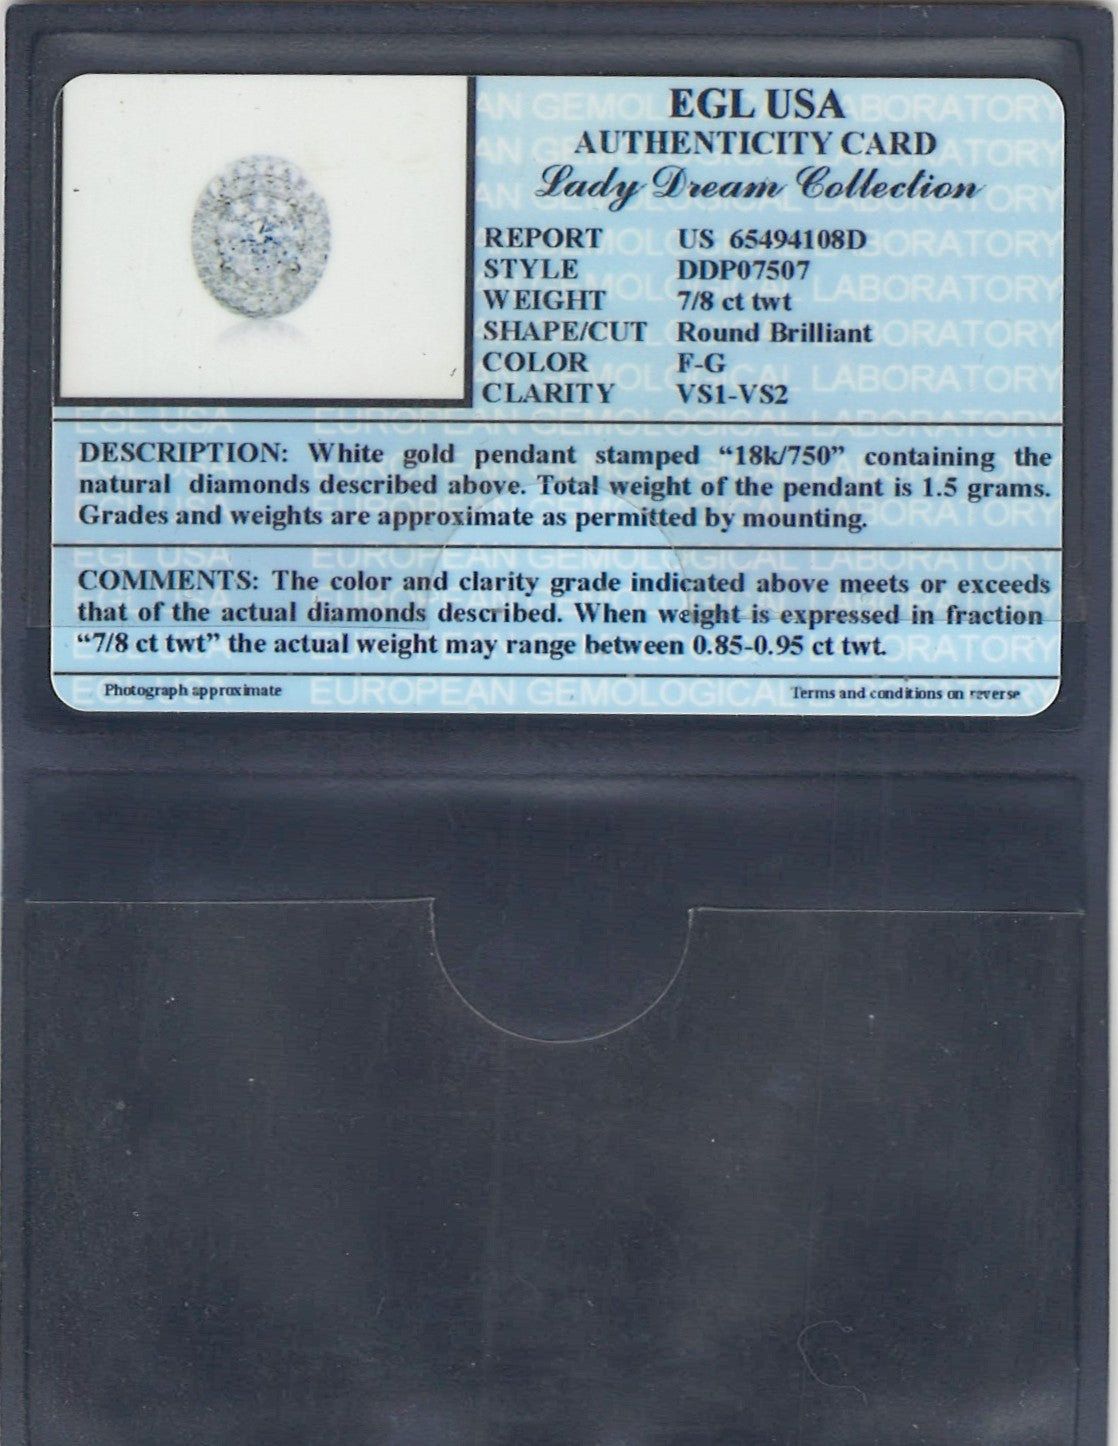 EGL USA
AUTHENTICITY CARD
Lady Dream Collection
REPORT US 65494108D
STYLE DDP07507
WEIGHT 7/8 ct twt
SHAPE/CUT Round Brilliant
COLOR F-G
CLARITY VS1-VS2
DESCRIPTION: White gold pendant stamped “18k/750” containing the
natural diamonds described above. Total weight of the pendant is 1.5 grams.
Grades and weights are approximate as permitted by mounting.
COMMENTS: The color and clarity grade indicated above meets or exceeds
that of the actual diamonds described. When weight is expressed in fraction
“7/8 ct twt” the actual weight may range between 0.85-0.95 ct twt.
Photograph approximate Terms and conditions on reverse